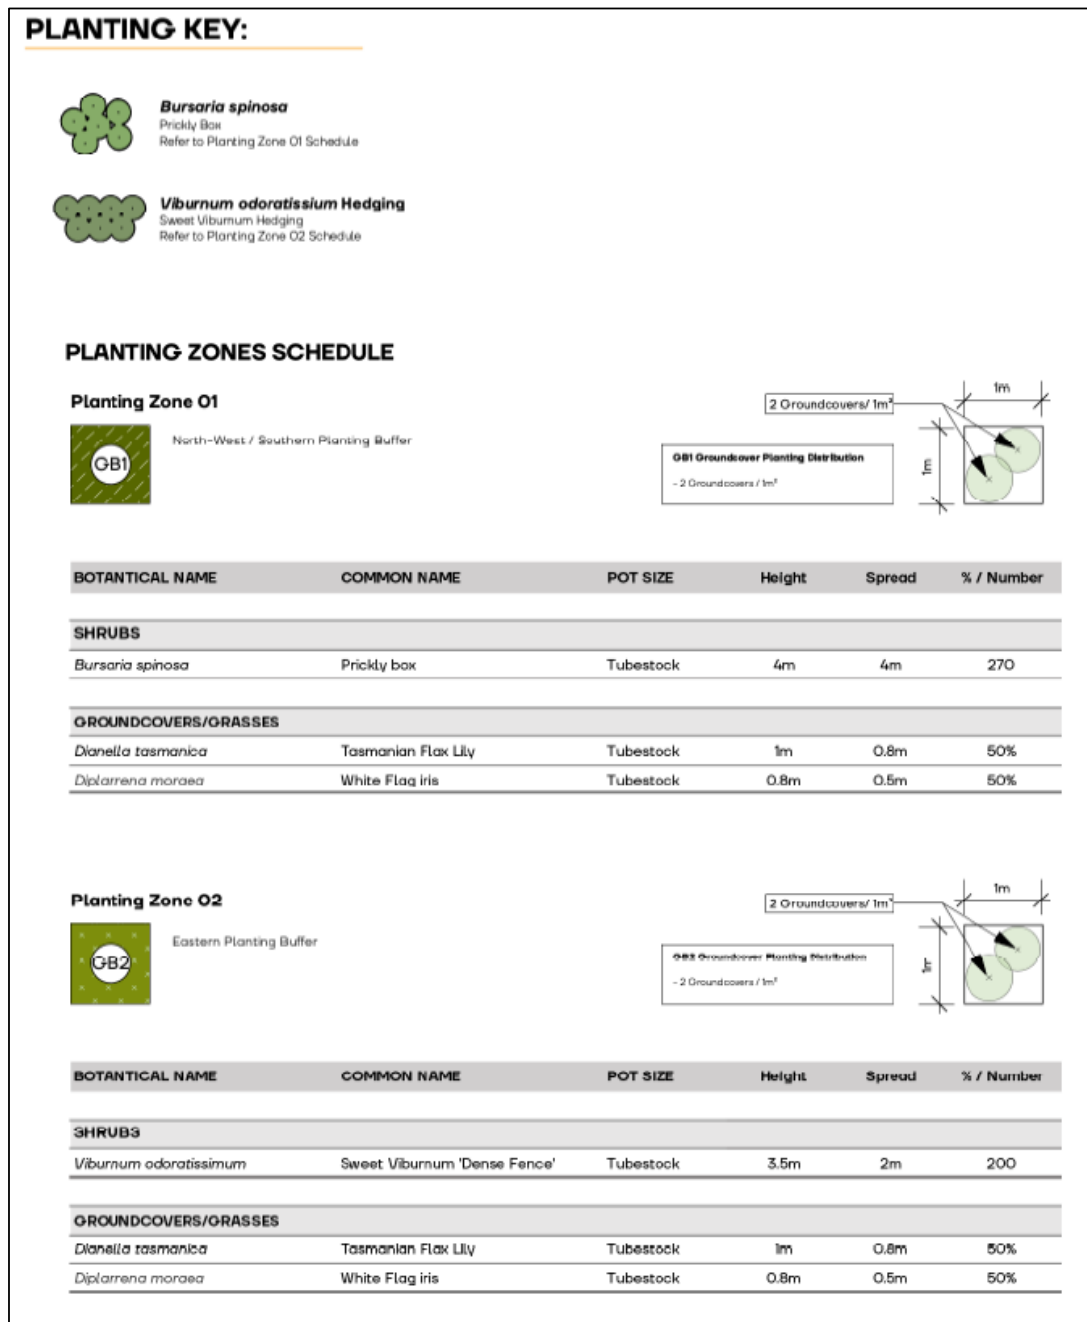 PLANTING KEY:
Bursaria spinosa
Prickly Box
Refer to Planting Zone 01 Schedule
Viburnum odoratissium Hedging
Sweet Viburnum Hedging
Refer to Planting Zone 02 Schedule
PLANTING ZONES SCHEDULE
Planting Zone 01
GB1
North-West / Southern Planting Buffer
2 Groundcovers/ 1m²
1m
1m
GB1 Groundcover Planting Distribution
- 2 Groundcovers / 1m²
BOTANTICAL NAME COMMON NAME POT SIZE Height Spread % / Number
SHRUBS
Bursaria spinosa Prickly box Tubestock 4m 4m 270
GROUNDCOVERS/GRASSES
Dianella tasmanica Tasmanian Flax Lily Tubestock 1m 0.8m 50%
Diplarrena moraea White Flag iris Tubestock 0.8m 0.5m 50%
Planting Zone 02
GB2
Eastern Planting Buffer
2 Groundcovers/ 1m²
1m
1m
GB2 Groundcover Planting Distribution
- 2 Groundcovers / 1m²
BOTANTICAL NAME COMMON NAME POT SIZE Height Spread % / Number
SHRUBS
Viburnum odoratissimum Sweet Viburnum 'Dense Fence' Tubestock 3.5m 2m 200
GROUNDCOVERS/GRASSES
Dianella tasmanica Tasmanian Flax Lily Tubestock 1m 0.8m 50%
Diplarrena moraea White Flag iris Tubestock 0.8m 0.5m 50%